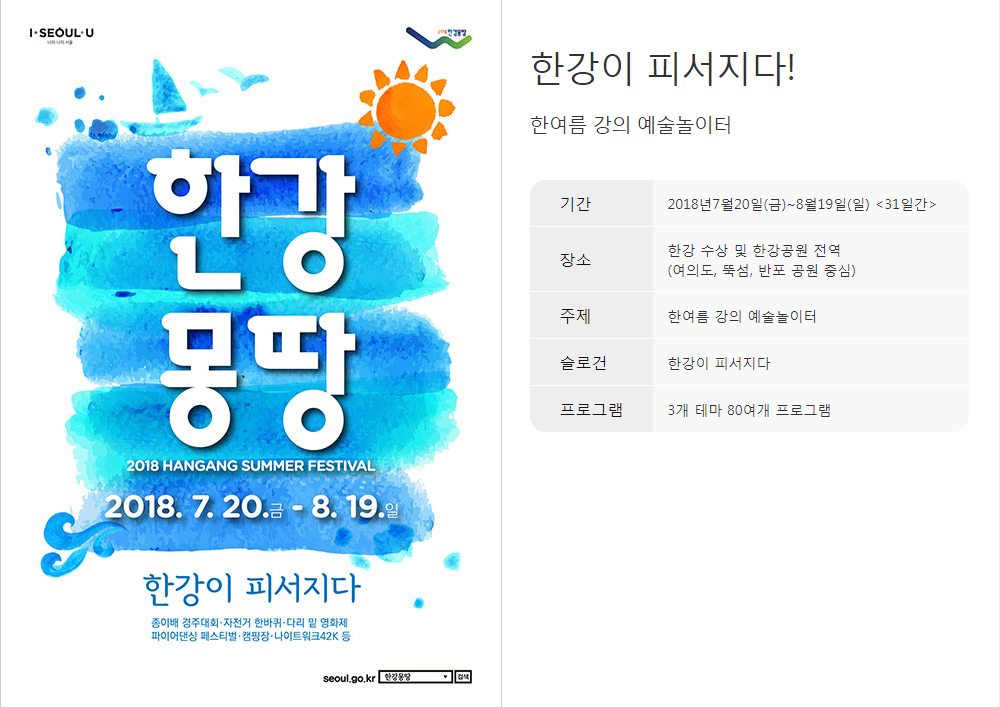 I·SEOUL·U
너와 나의 서울
한강몽땅
한강
몽땅
2018 HANGANG SUMMER FESTIVAL
2018. 7. 20.금 - 8. 19.일
한강이 피서지다
종이배 경주대회·자전거 한바퀴·다리 밑 영화제
파이어댄싱 페스티벌·캠핑장·나이트워크42K 등
seoul.go.kr 한강몽땅 검색
한강이 피서지다!
한여름 강의 예술놀이터
기간 2018년7월20일(금)~8월19일(일) <31일간>
장소 한강 수상 및 한강공원 전역
(여의도, 뚝섬, 반포 공원 중심)
주제 한여름 강의 예술놀이터
슬로건 한강이 피서지다
프로그램 3개 테마 80여개 프로그램